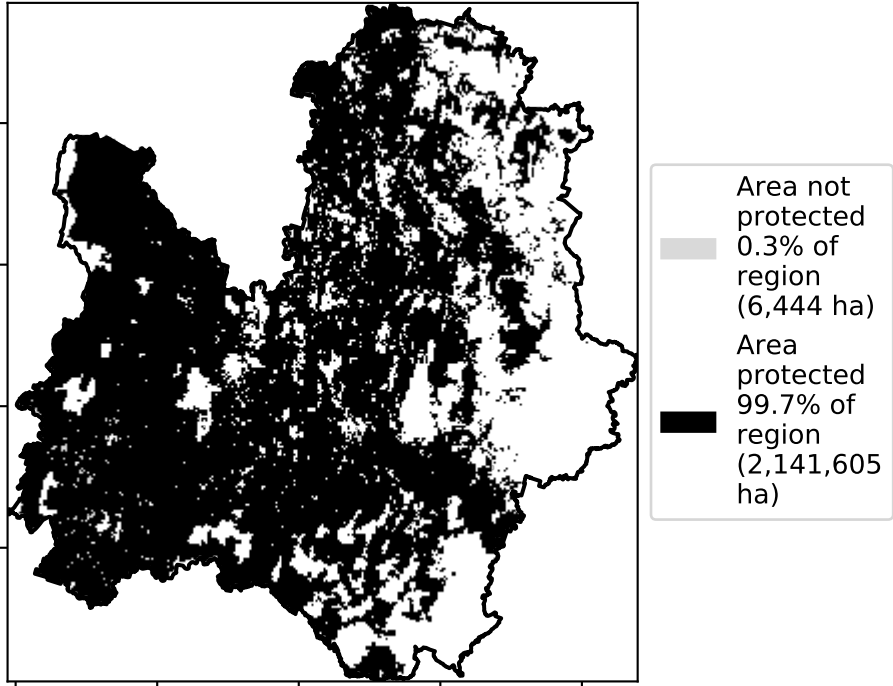 Area not
protected
0.3% of
region
(6,444 ha)
Area
protected
99.7% of
region
(2,141,605
ha)